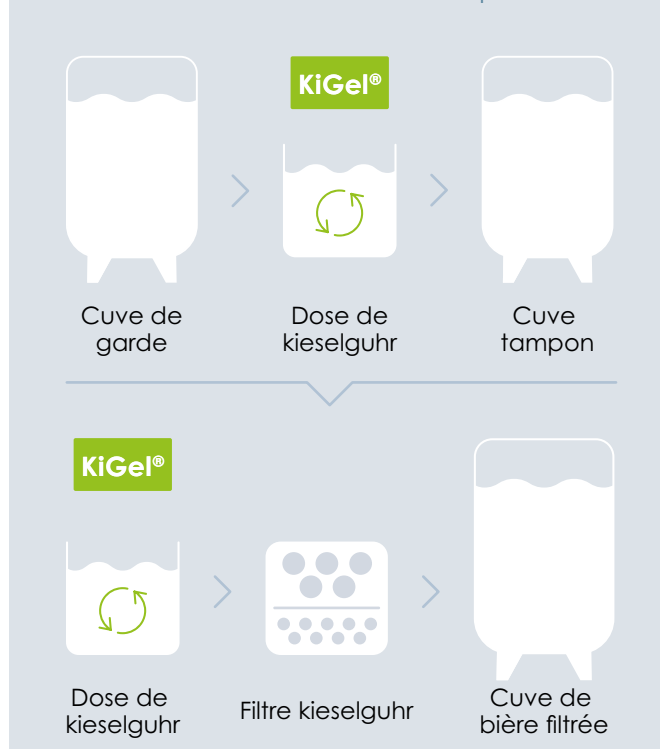 KiGel®
Cuve de
garde
Dose de
kieselguhr
Cuve
tampon
KiGel®
Dose de
kieselguhr
Filtre kieselguhr
Cuve de
bière filtrée